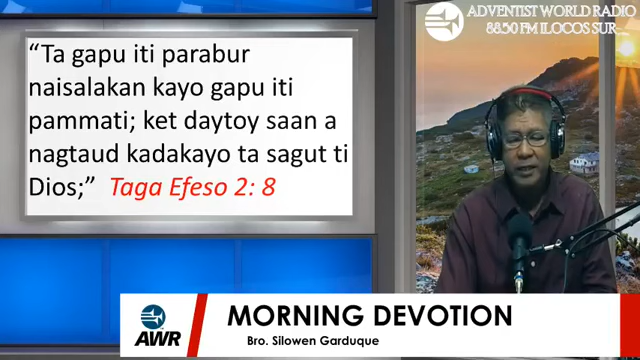 ADVENTIST WORLD RADIO
88.50 FM ILOCOS SUR
“Ta gapu iti parabur
naisalakan kayo gapu iti
pammati; ket daytoy saan a
nagtaud kadakayo ta sagut ti
Dios;” Taga Efeso 2: 8
AWR
MORNING DEVOTION
Bro. Silowen Garduque